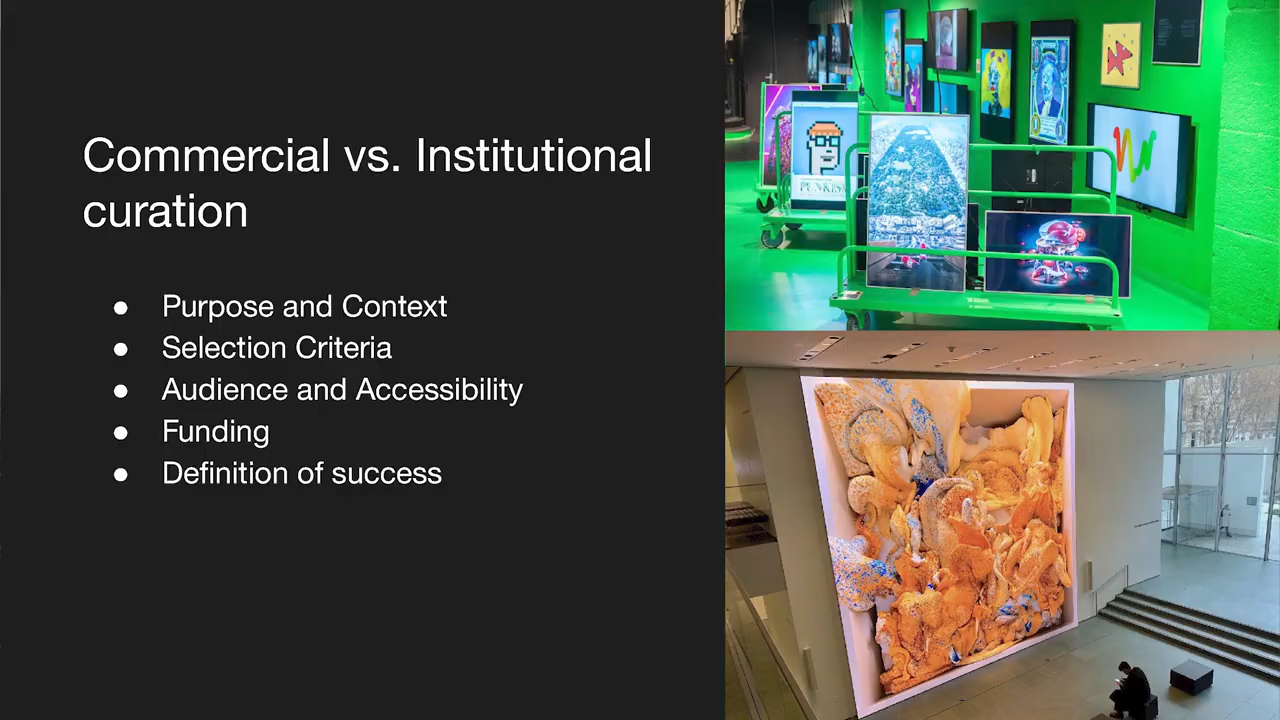 Commercial vs. Institutional
curation
● Purpose and Context
● Selection Criteria
● Audience and Accessibility
● Funding
● Definition of success